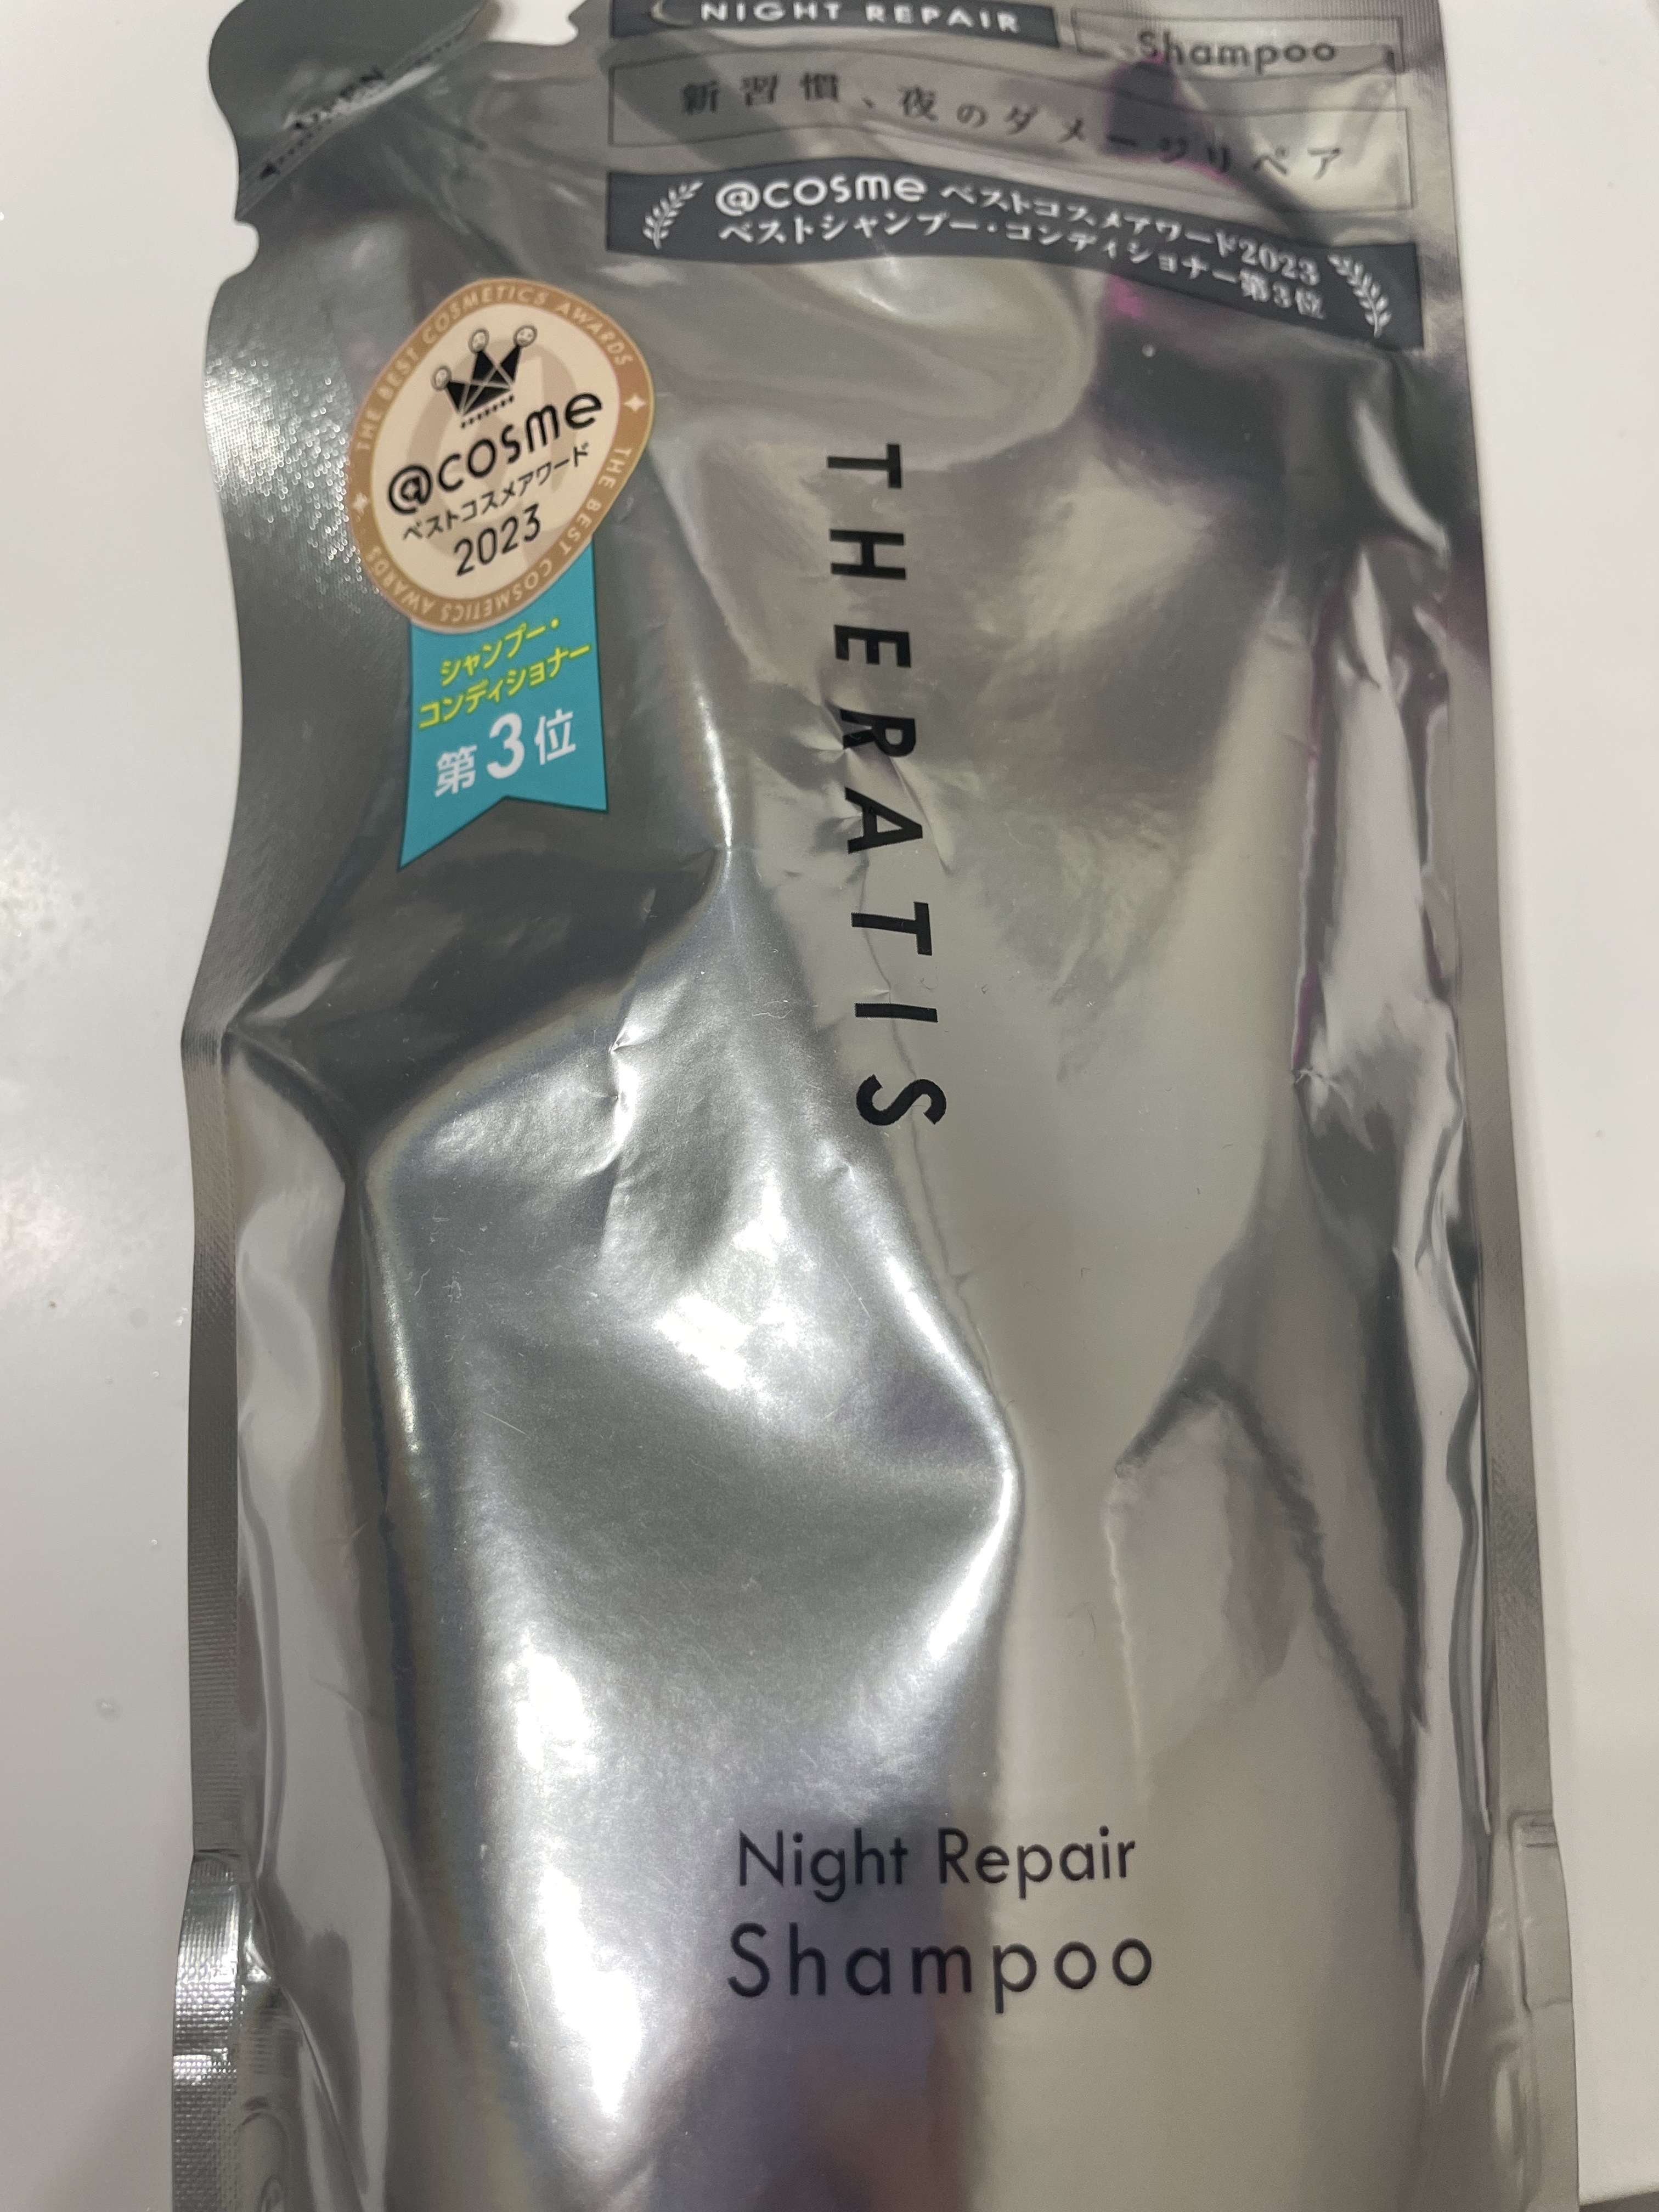 NIGHT REPAIR
Shampoo
新習慣、夜のダメージリペア
@cosme ベストコスメアワード2023
ベストシャンプー・コンディショナー第3位
OPEN
THE BEST COSMETICS AWARDS
THE BEST COSMETICS AWARDS
@cosme
ベストコスメアワード
2023
シャンプー・
コンディショナー
第3位
THERATIS
Night Repair
Shampoo